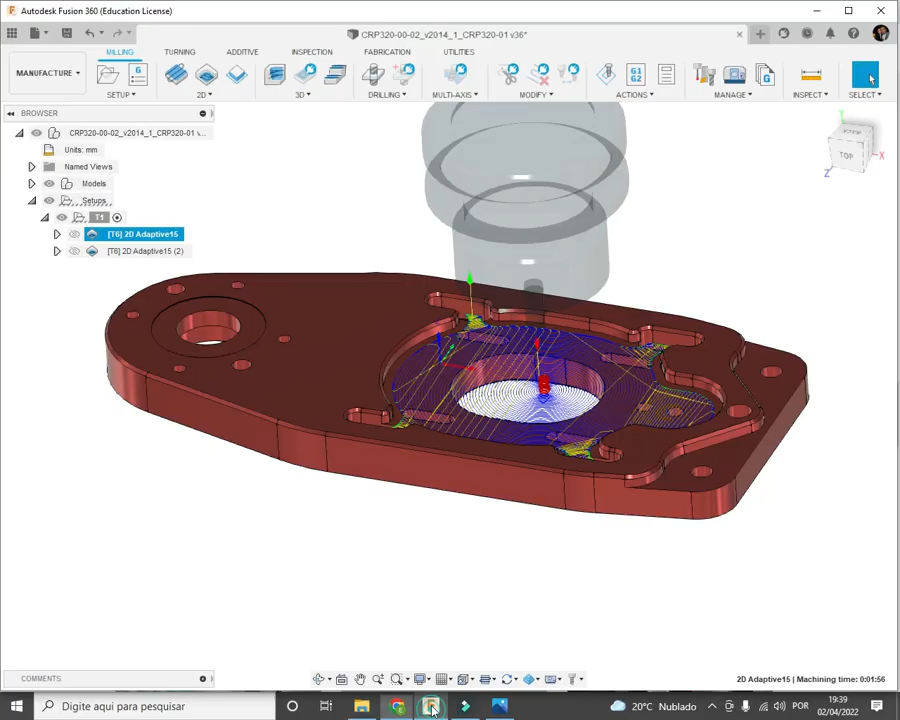 Autodesk Fusion 360 (Education License)
CRP320-00-02_v2014_1_CRP320-01 v36*
MILLING TURNING ADDITIVE INSPECTION FABRICATION UTILITIES
MANUFACTURE
G
G1
G2
G
SETUP 2D 3D DRILLING MULTI-AXIS MODIFY ACTIONS MANAGE INSPECT SELECT
BROWSER
CRP320-00-02_v2014_1_CRP320-01 v...
Units: mm
Named Views
Models
Setups
T1
[T6] 2D Adaptive15
[T6] 2D Adaptive15 (2)
Y
TOP
X
Z
COMMENTS
2D Adaptive15 | Machining time: 0:01:56
Digite aqui para pesquisar
20°C Nublado
POR
19:39
02/04/2022